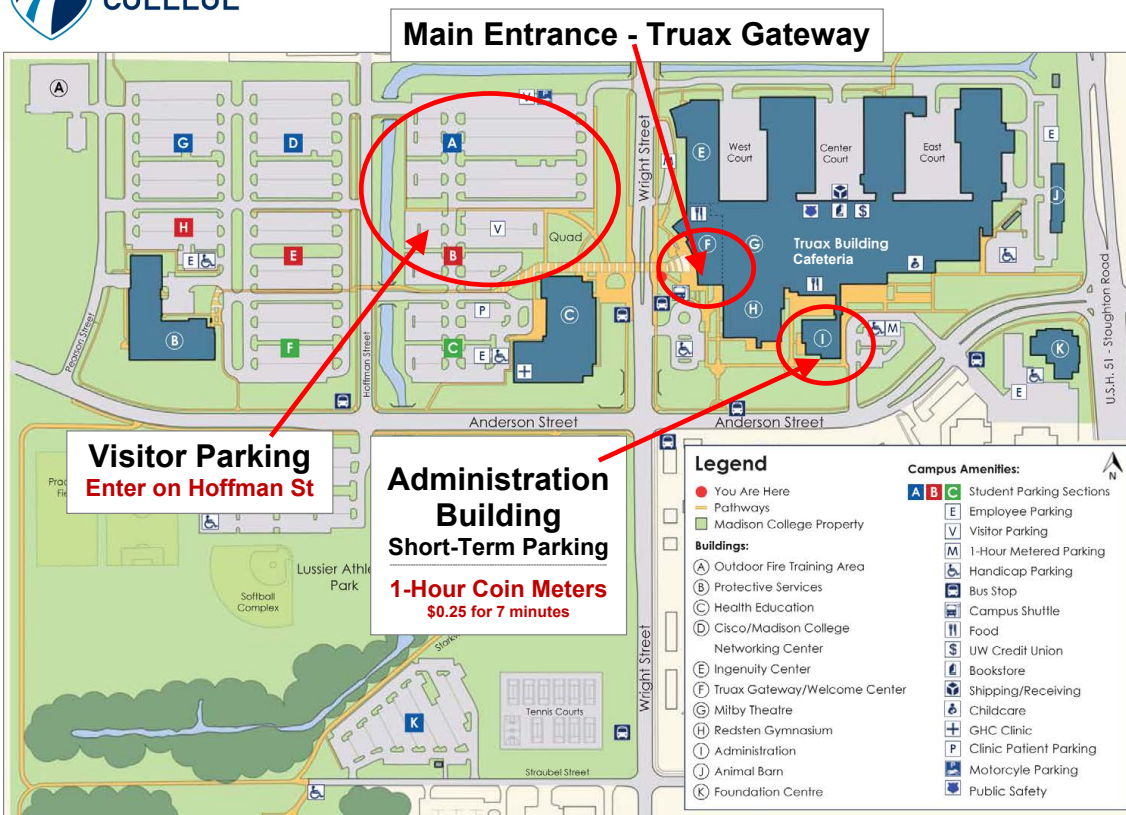 COLLEGE
Main Entrance - Truax Gateway
A
V
G
D
A
Wright Street
M
E
West
Court
Center
Court
East
Court
E
J
$
H
E
B
V
Quad
F
G
Truax Building
Cafeteria
E
P
C
H
I
M
K
B
F
C
E
E
Pearson Street
Hoffman Street
U.S.H. 51 - Stoughton Road
Anderson Street
Anderson Street
Visitor Parking
Enter on Hoffman St
Administration
Building
Short-Term Parking
1-Hour Coin Meters
$0.25 for 7 minutes
Lussier
Park
Softball
Complex
Wright Street
K
Tennis Courts
Straubel Street
Legend
You Are Here
Pathways
Madison College Property
Buildings:
A Outdoor Fire Training Area
B Protective Services
C Health Education
D Cisco/Madison College
Networking Center
E Ingenuity Center
F Truax Gateway/Welcome Center
G Mitby Theatre
H Redsten Gymnasium
I Administration
J Animal Barn
K Foundation Centre
Campus Amenities:
N
A B C Student Parking Sections
E Employee Parking
V Visitor Parking
M 1-Hour Metered Parking
Handicap Parking
Bus Stop
Campus Shuttle
Food
$ UW Credit Union
Bookstore
Shipping/Receiving
Childcare
GHC Clinic
P Clinic Patient Parking
Motorcyle Parking
Public Safety